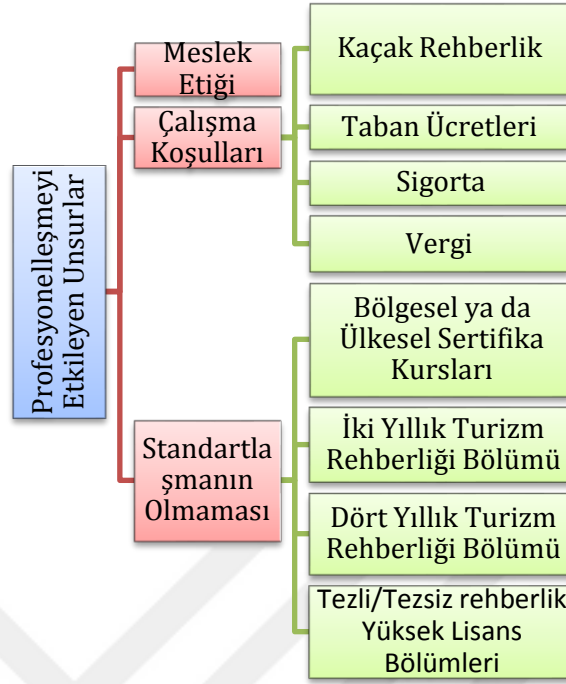 Profesyonelleşmeyi
Etkileyen Unsurlar
Meslek
Etiği
Çalışma
Koşulları
Kaçak Rehberlik
Taban Ücretleri
Sigorta
Vergi
Standartla
şmanın
Olmaması
Bölgesel ya da
Ülkesel Sertifika
Kursları
İki Yıllık Turizm
Rehberliği Bölümü
Dört Yıllık Turizm
Rehberliği Bölümü
Tezli/Tezsiz rehberlik
Yüksek Lisans
Bölümleri